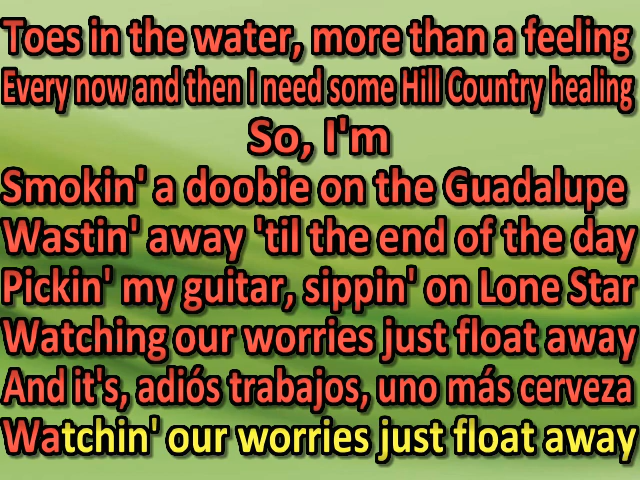 Toes in the water, more than a feeling
Every now and then I need some Hill Country healing
So, I'm
Smokin' a doobie on the Guadalupe
Wastin' away 'til the end of the day
Pickin' my guitar, sippin' on Lone Star
Watching our worries just float away
And it's, adiós trabajos, uno más cerveza
Watchin' our worries just float away